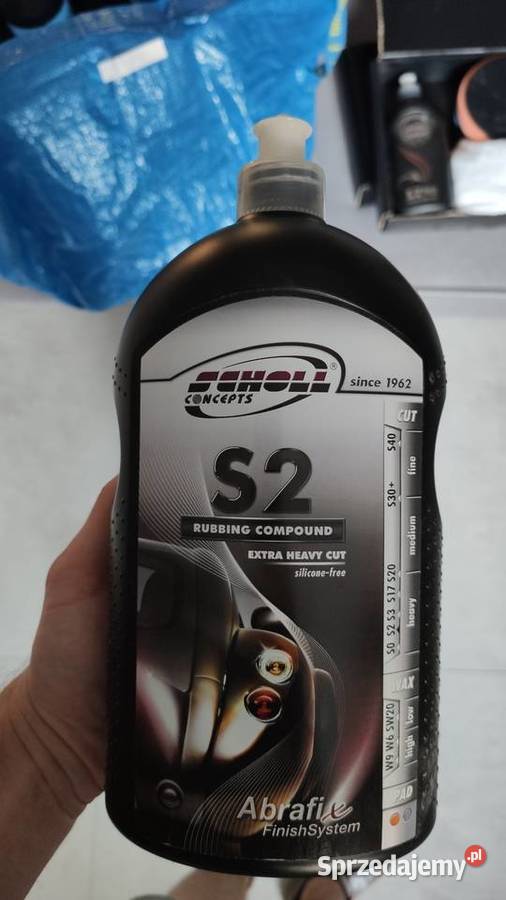 SCHOLL®
CONCEPTS
since 1962
S2
RUBBING COMPOUND
EXTRA HEAVY CUT
silicone-free
CUT
S40
fine
S30+
medium
S0 S2 S3 S17 S20
heavy
WAX
W9 W6 SW20
high low
PAD
Abrafixe
FinishSystem
Sprzedajemy.pl